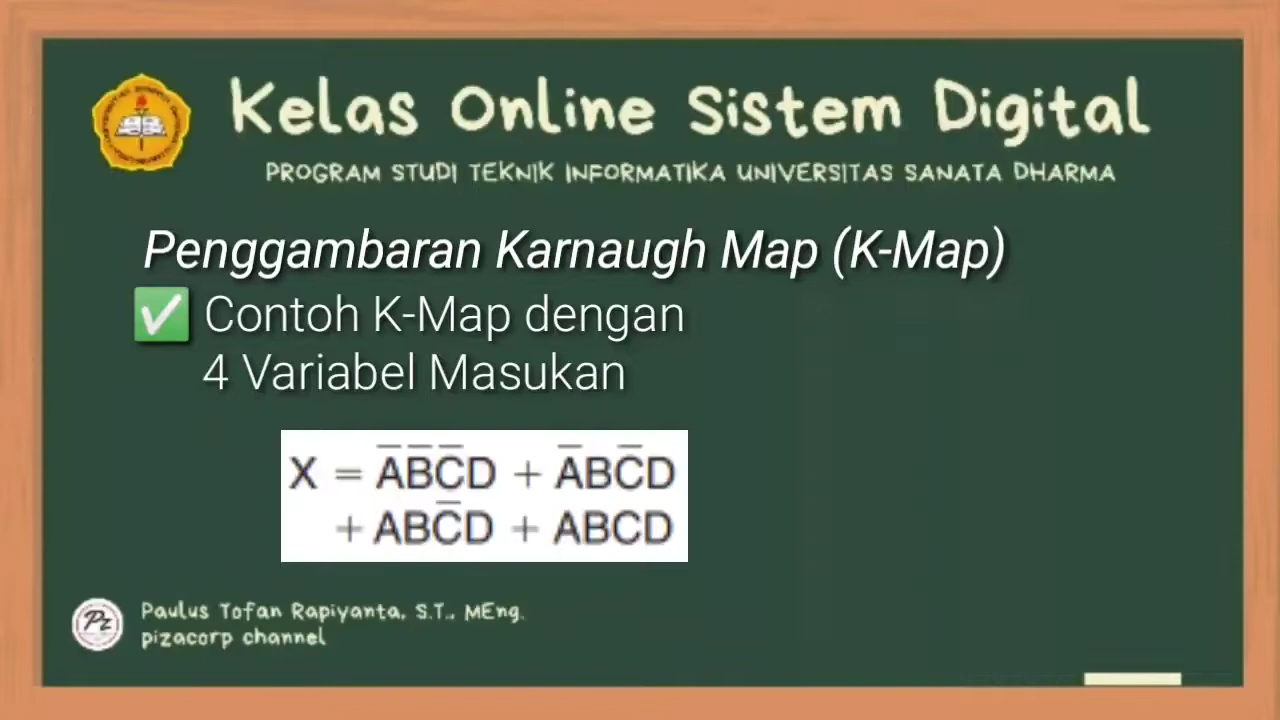 Kelas Online Sistem Digital
PROGRAM STUDI TEKNIK INFORMATIKA UNIVERSITAS SANATA DHARMA
Penggambaran Karnaugh Map (K-Map)
✅ Contoh K-Map dengan
4 Variabel Masukan
X = A̅B̅C̅D + A̅BC̅D
+ ABC̅D + ABCD
Paulus Tofan Rapiyanta, S.T., MEng.
pizacorp channel
Pz